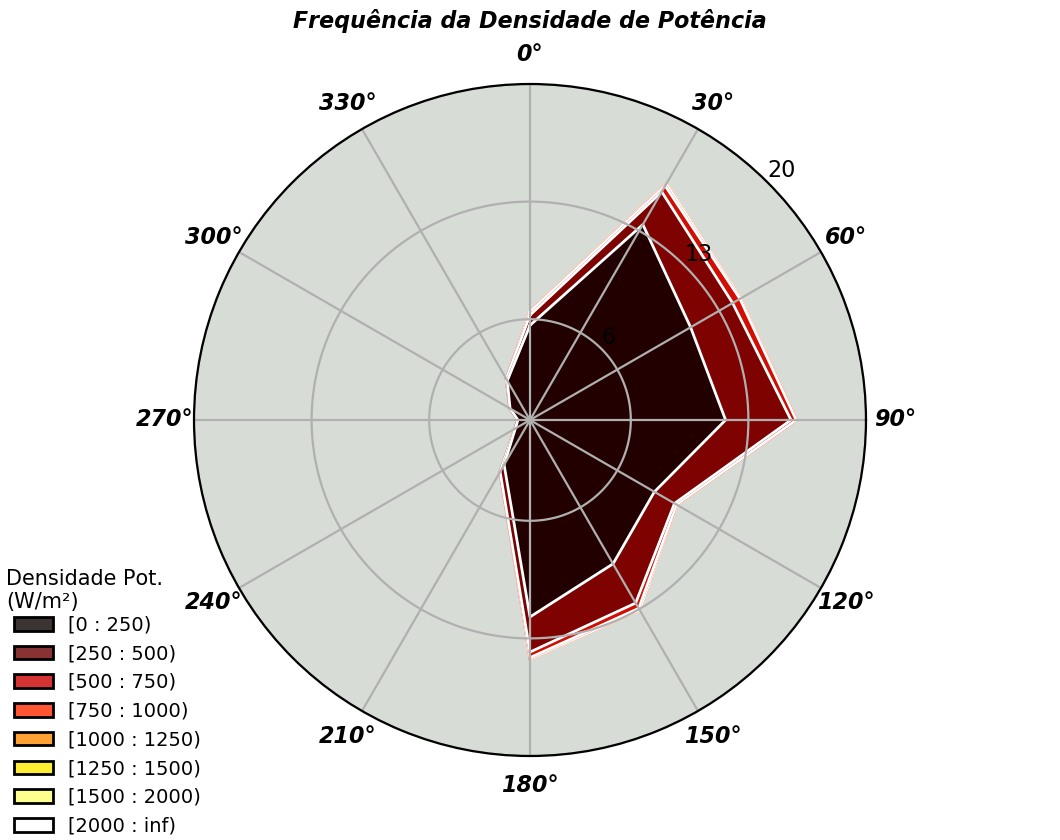 Frequência da Densidade de Potência
0°
330°
30°
20
300°
60°
13
6
270°
90°
240°
120°
210°
150°
180°
Densidade Pot.
(W/m²)
[0 : 250)
[250 : 500)
[500 : 750)
[750 : 1000)
[1000 : 1250)
[1250 : 1500)
[1500 : 2000)
[2000 : inf)